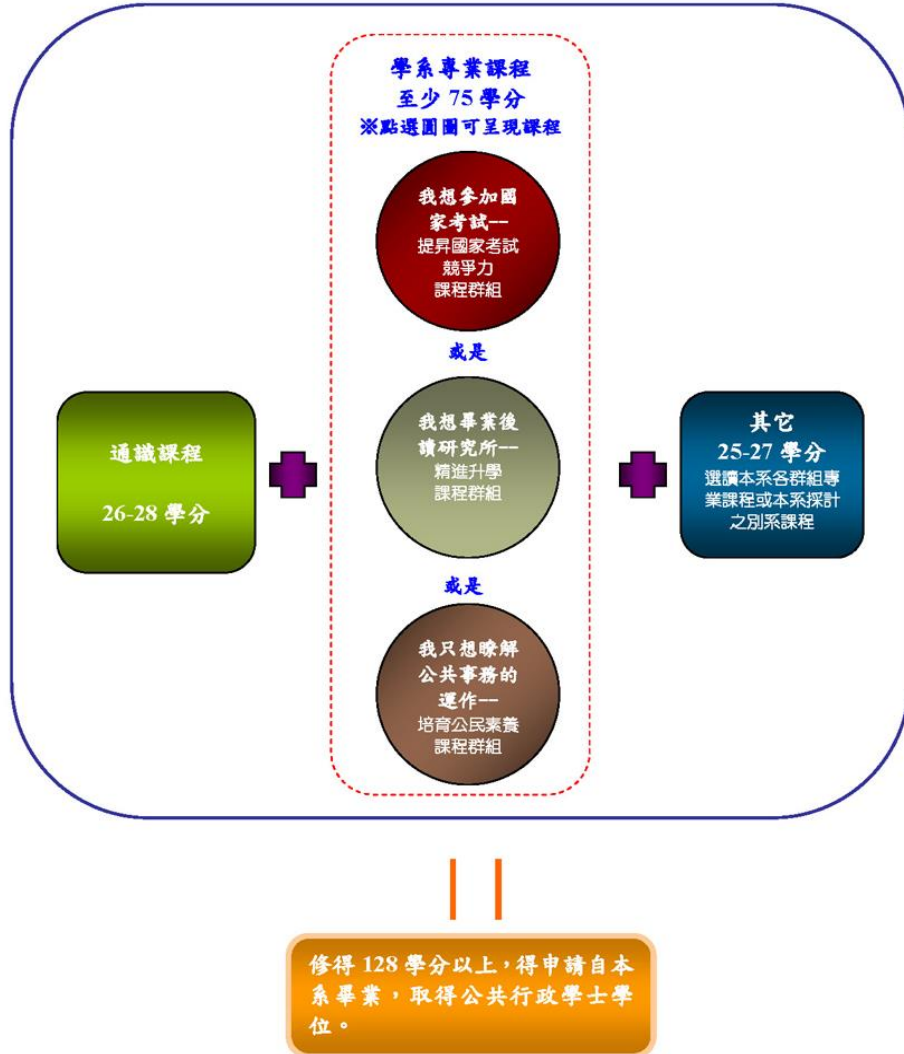 學系專業課程
至少 75 學分
※點選圓圖可呈現課程
我想參加國
家考試--
提昇國家考試
競爭力
課程群組
或是
通識課程
26-28 學分
我想畢業後
讀研究所--
精進升學
課程群組
其它
25-27 學分
選讀本系各群組專
業課程或本系採計
之別系課程
或是
我只想瞭解
公共事務的
運作--
培育公民素養
課程群組
修得 128 學分以上，得申請自本
系畢業，取得公共行政學士學
位。